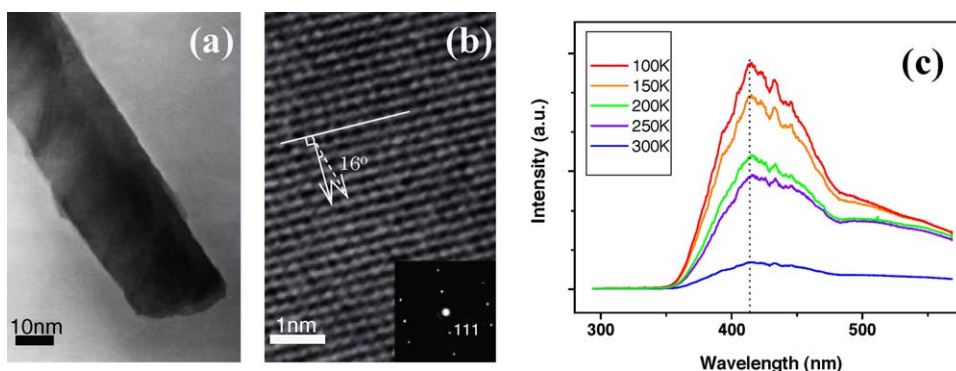 (a)
10nm
(b)
16°
1nm
111
(c)
100K
150K
200K
250K
300K
Intensity (a.u.)
300
400
500
Wavelength (nm)